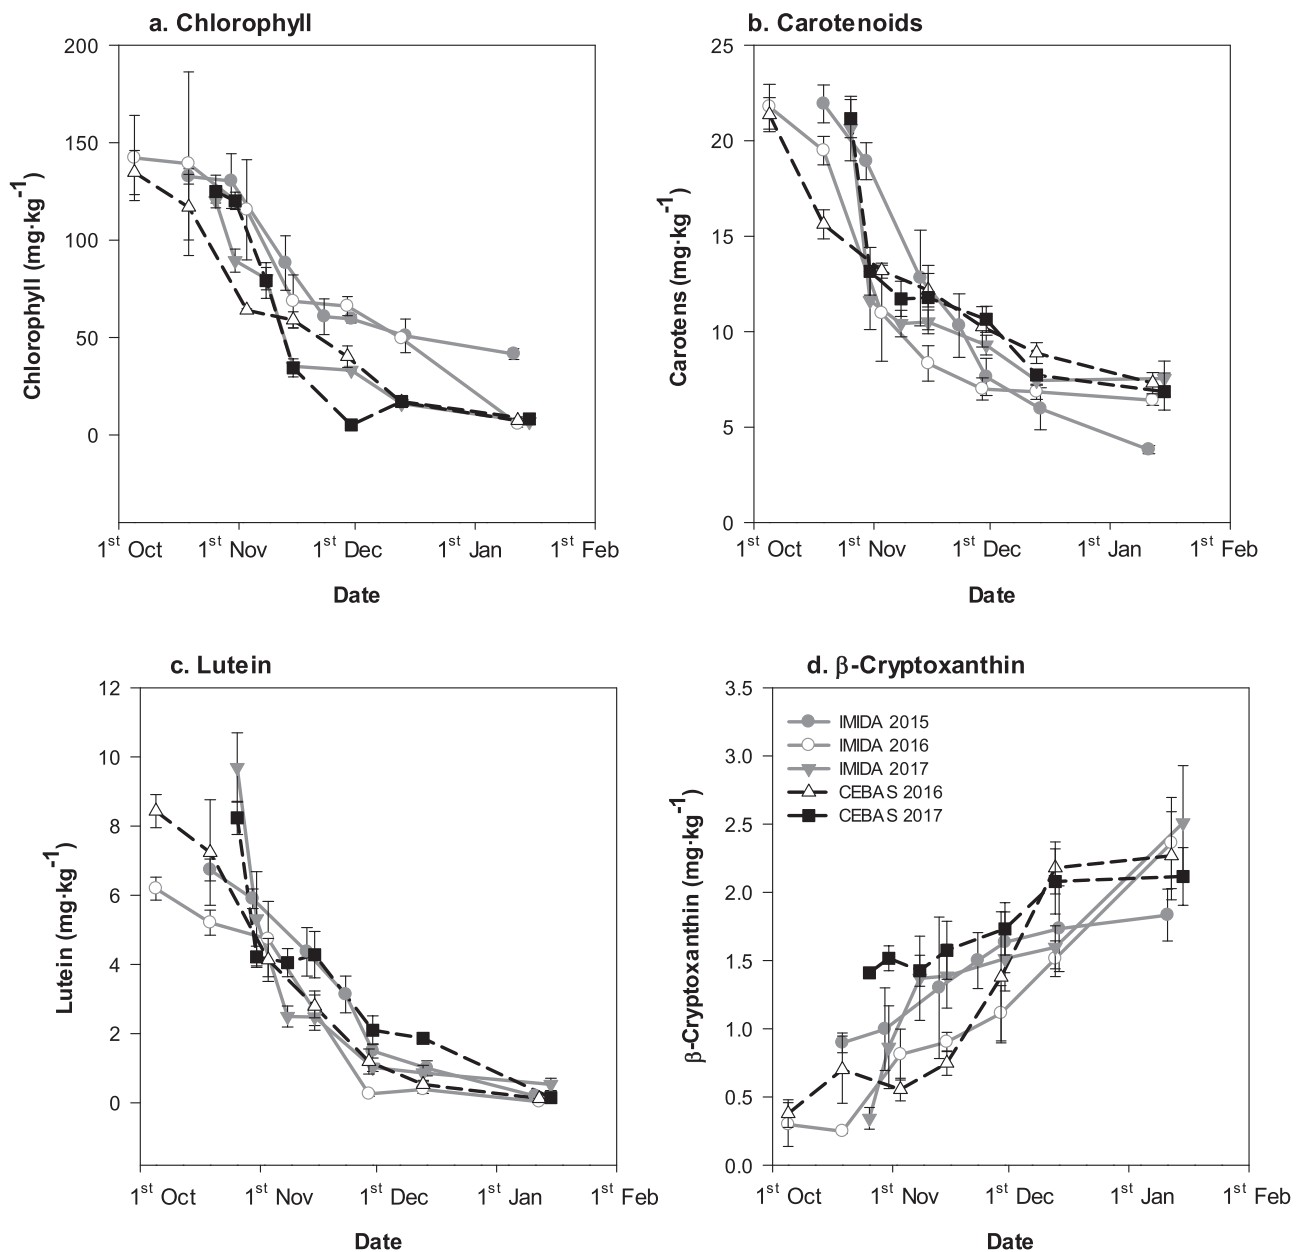 a. Chlorophyll
200
150
100
50
0
Chlorophyll (mg·kg-1)
1st Oct 1st Nov 1st Dec 1st Jan 1st Feb
Date
b. Carotenoids
25
20
15
10
5
0
Carotens (mg·kg-1)
1st Oct 1st Nov 1st Dec 1st Jan 1st Feb
Date
c. Lutein
12
10
8
6
4
2
0
Lutein (mg·kg-1)
1st Oct 1st Nov 1st Dec 1st Jan 1st Feb
Date
d. β-Cryptoxanthin
3.5
3.0
2.5
2.0
1.5
1.0
0.5
0.0
β-Cryptoxanthin (mg·kg-1)
IMIDA 2015
IMIDA 2016
IMIDA 2017
CEBAS 2016
CEBAS 2017
1st Oct 1st Nov 1st Dec 1st Jan 1st Feb
Date